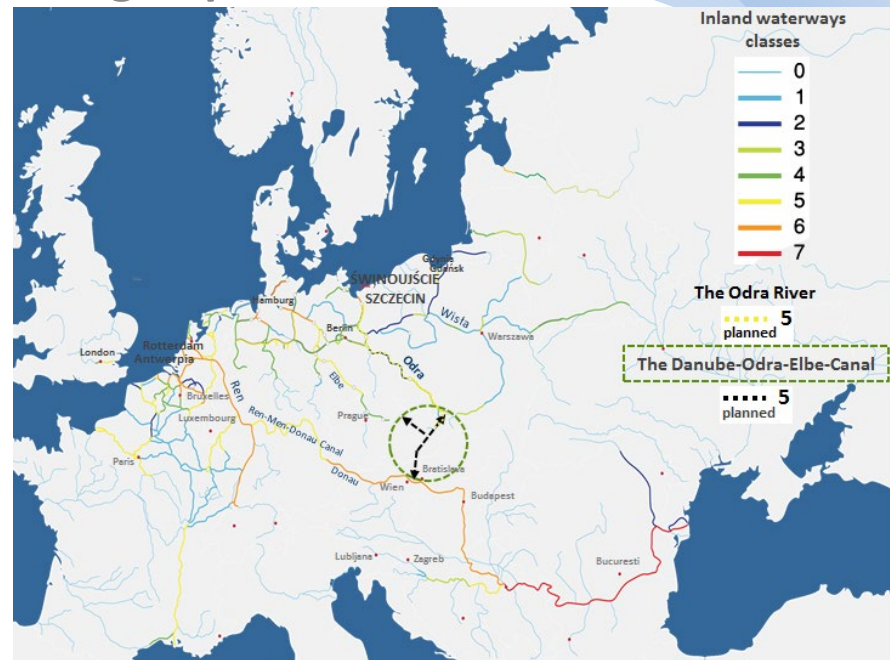 Inland waterways
classes
0
1
2
3
4
5
6
7
The Odra River
5
planned
The Danube-Odra-Elbe-Canal
5
planned
Gdynia
Gdańsk
ŚWINOUJŚCIE
SZCZECIN
Hamburg
Wisła
Berlin
Warszawa
Rotterdam
London
Antwerpia
Odra
Elbe
Ren
Bruxelles
Prague
Luxembourg
Ren-Men-Donau Canal
Paris
Donau
Bratislava
Wien
Budapest
Lubljana
Zagreb
Bucuresti